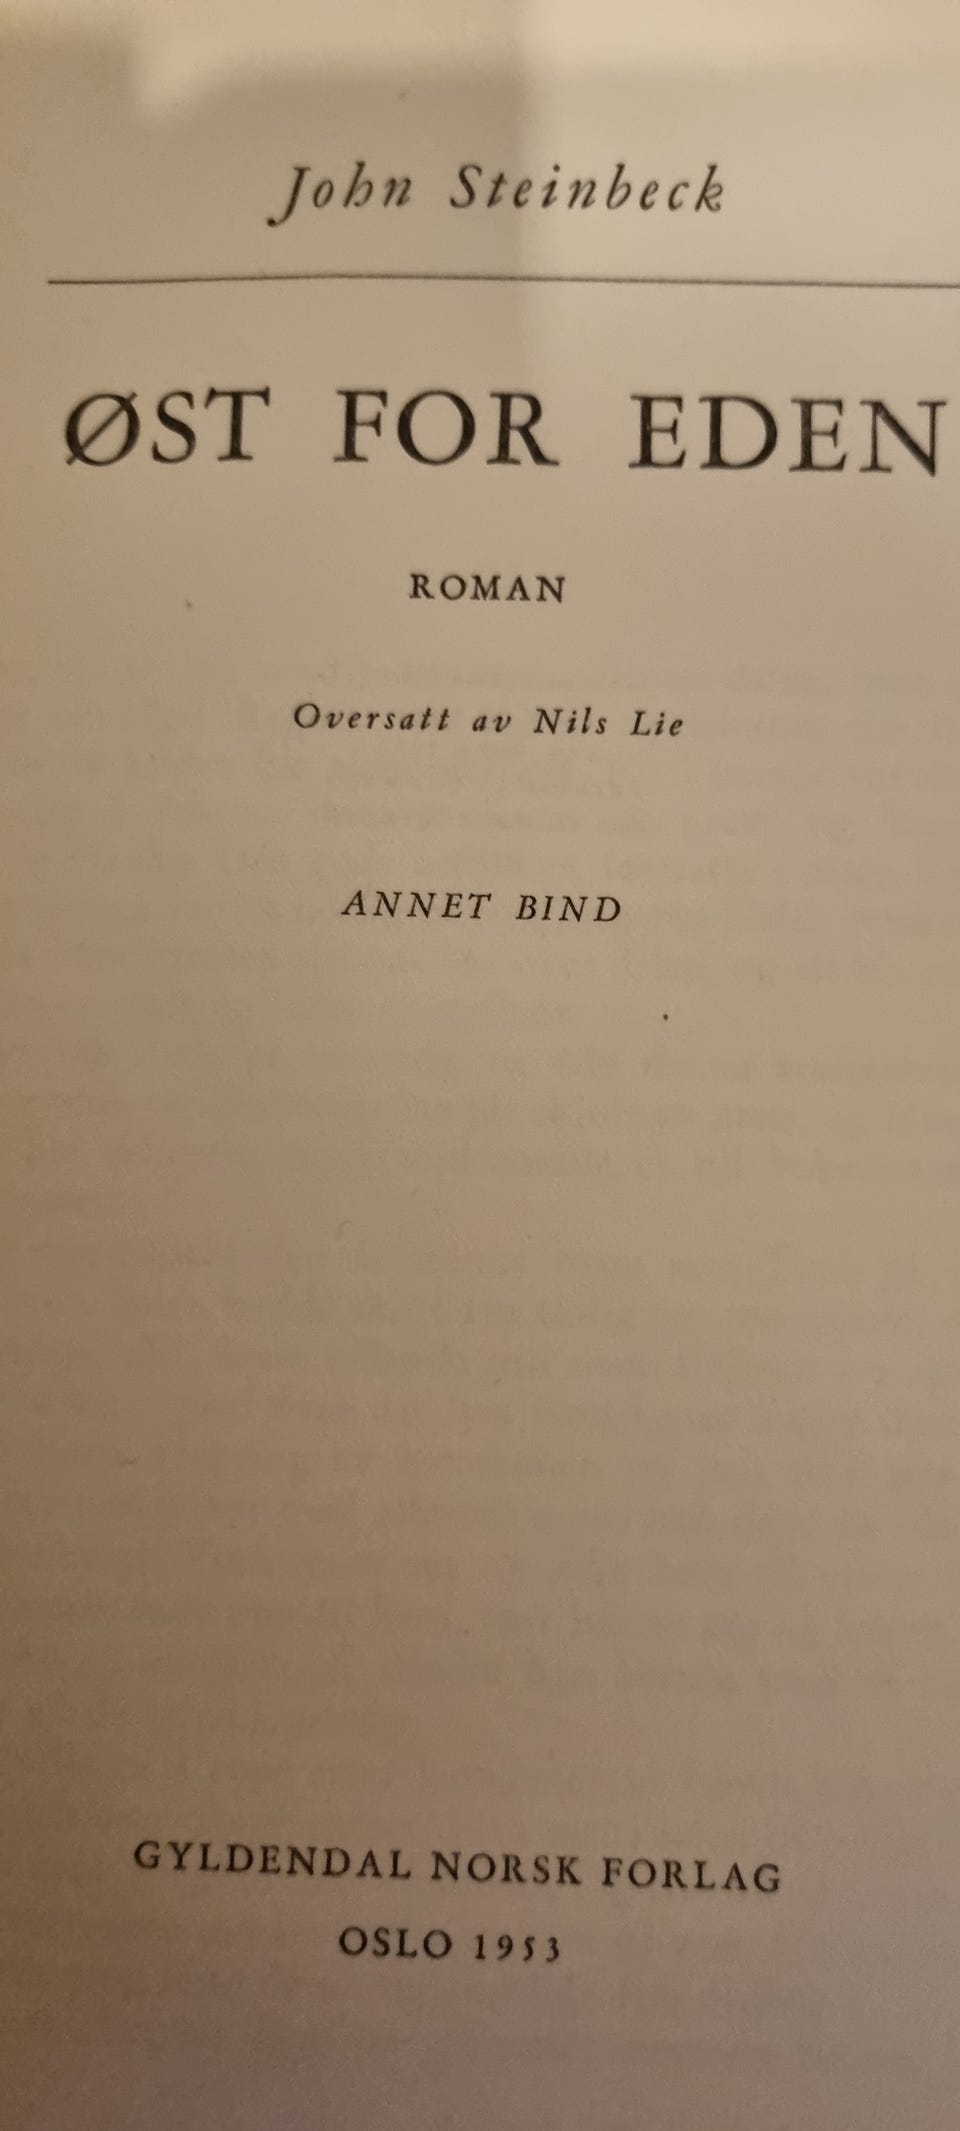 John Steinbeck
ØST FOR EDEN
ROMAN
Oversatt av Nils Lie
ANNET BIND
GYLDENDAL NORSK FORLAG
OSLO 1953